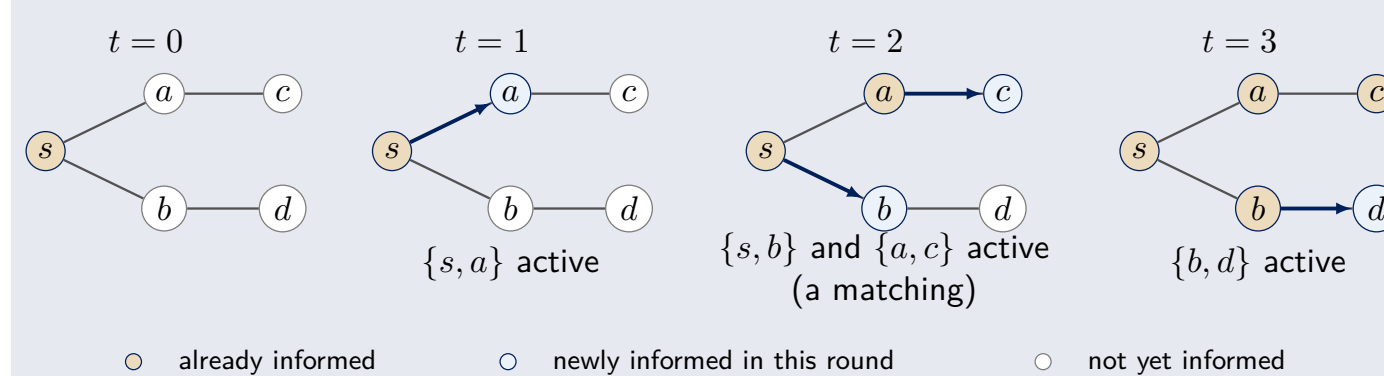 t = 0
t = 1
t = 2
t = 3
a c
s
b d
a c
s
b d
{s, a} active
a c
s
b d
{s, b} and {a, c} active
(a matching)
a c
s
b d
{b, d} active
already informed
newly informed in this round
not yet informed